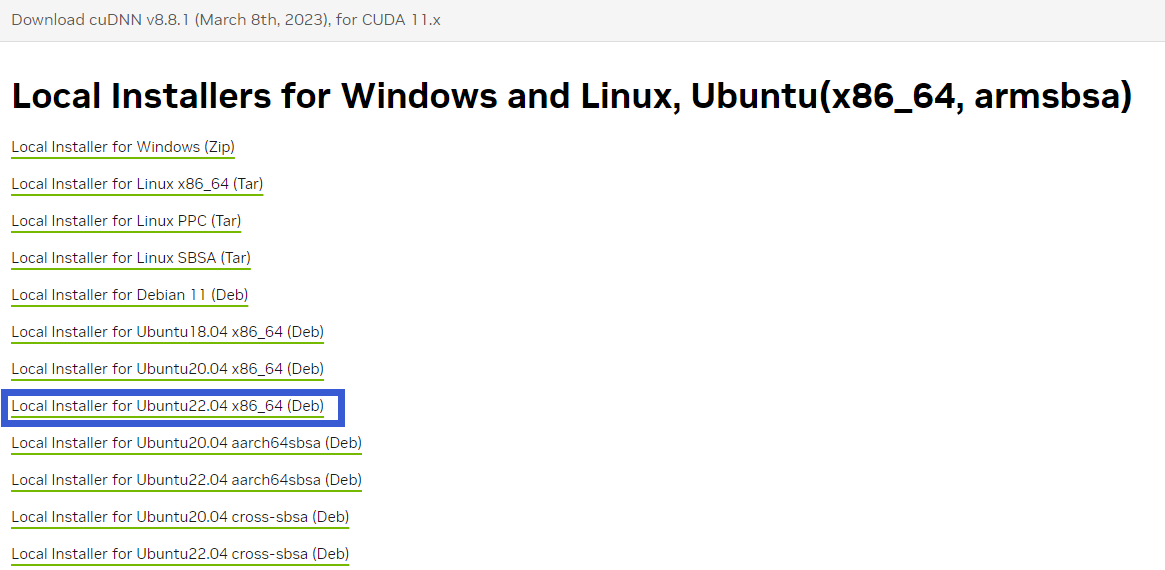 Download cuDNN v8.8.1 (March 8th, 2023), for CUDA 11.x
Local Installers for Windows and Linux, Ubuntu(x86_64, armsbsa)
Local Installer for Windows (Zip)
Local Installer for Linux x86_64 (Tar)
Local Installer for Linux PPC (Tar)
Local Installer for Linux SBSA (Tar)
Local Installer for Debian 11 (Deb)
Local Installer for Ubuntu18.04 x86_64 (Deb)
Local Installer for Ubuntu20.04 x86_64 (Deb)
Local Installer for Ubuntu22.04 x86_64 (Deb)
Local Installer for Ubuntu20.04 aarch64sbsa (Deb)
Local Installer for Ubuntu22.04 aarch64sbsa (Deb)
Local Installer for Ubuntu20.04 cross-sbsa (Deb)
Local Installer for Ubuntu22.04 cross-sbsa (Deb)